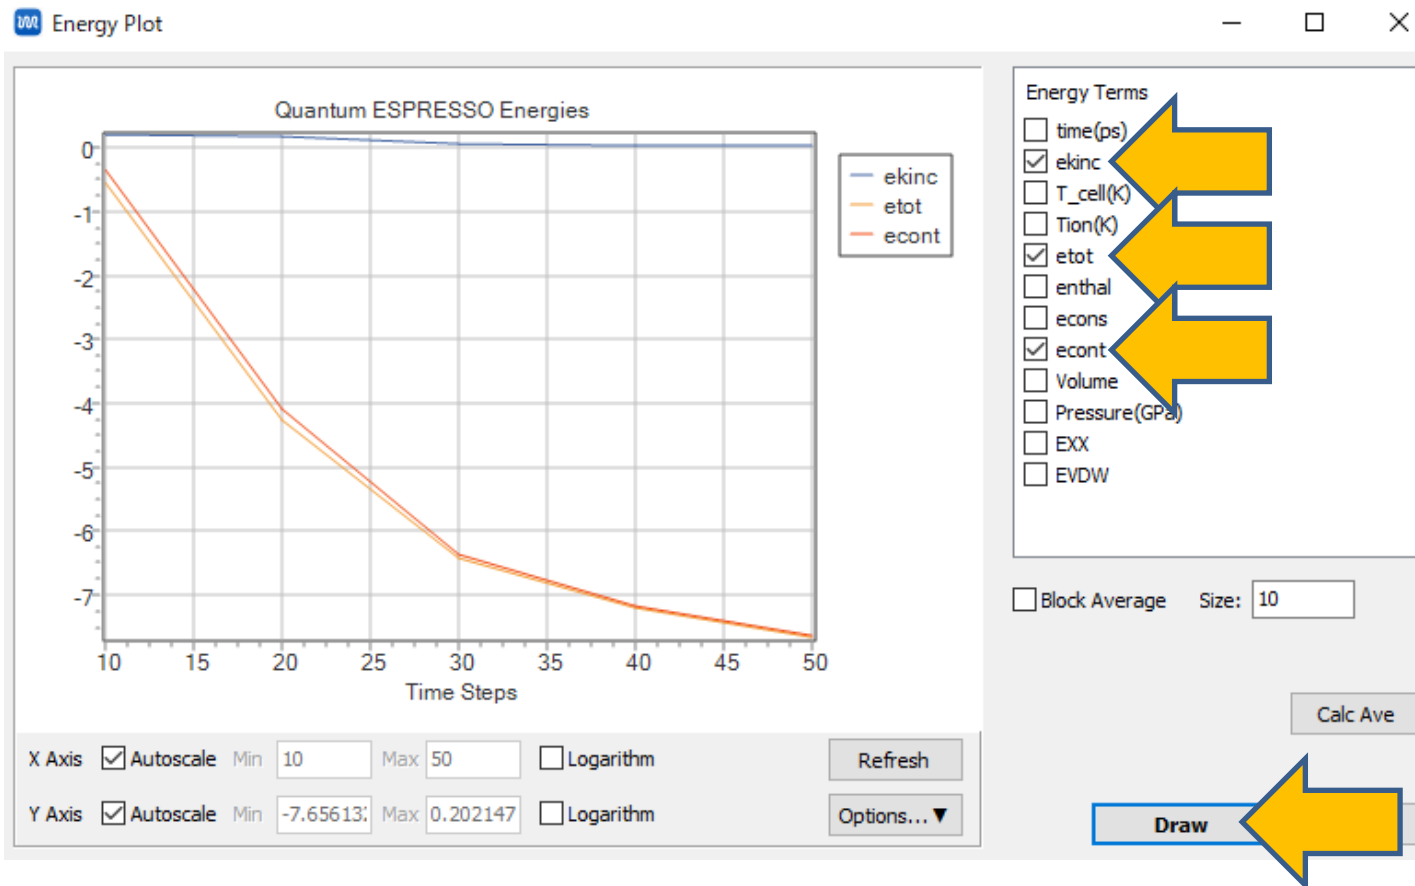 Energy Plot
Quantum ESPRESSO Energies
0
-1
-2
-3
-4
-5
-6
-7
10 15 20 25 30 35 40 45 50
Time Steps
ekinc
etot
econt
Energy Terms
time(ps)
ekinc
T_cell(K)
Tion(K)
etot
enthal
econs
econt
Volume
Pressure(GPa)
EXX
EVDW
Block Average Size: 10
Calc Ave
X Axis Autoscale Min 10 Max 50 Logarithm Refresh
Y Axis Autoscale Min -7.65613 Max 0.202147 Logarithm Options...▼
Draw